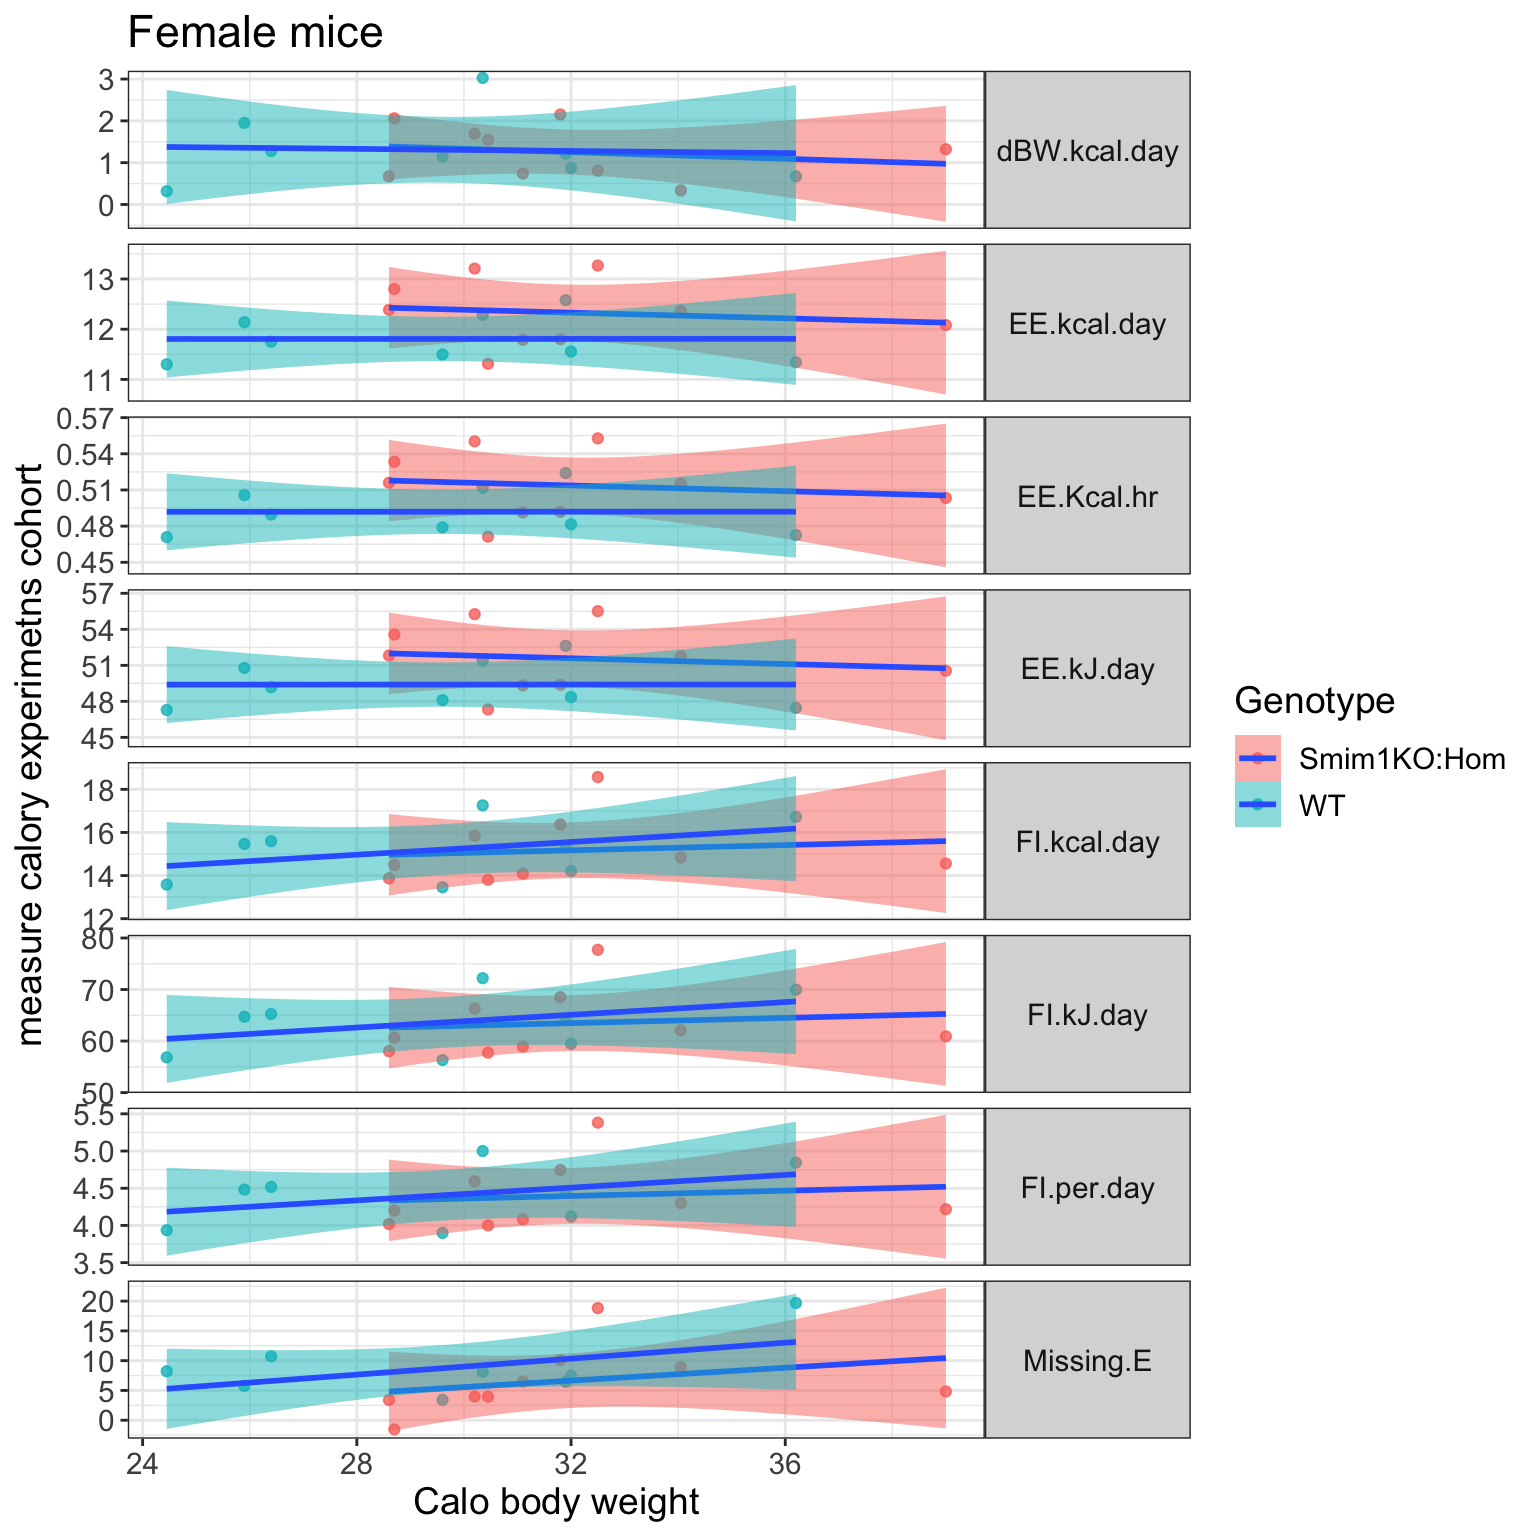 Female mice
measure calory experimetns cohort
3
2
1
0
dBW.kcal.day
13
12
11
EE.kcal.day
0.57
0.54
0.51
0.48
0.45
EE.Kcal.hr
57
54
51
48
45
EE.kJ.day
18
16
14
12
FI.kcal.day
80
70
60
50
FI.kJ.day
5.5
5.0
4.5
4.0
3.5
FI.per.day
20
15
10
5
0
Missing.E
24 28 32 36
Calo body weight
Genotype
Smim1KO:Hom
WT